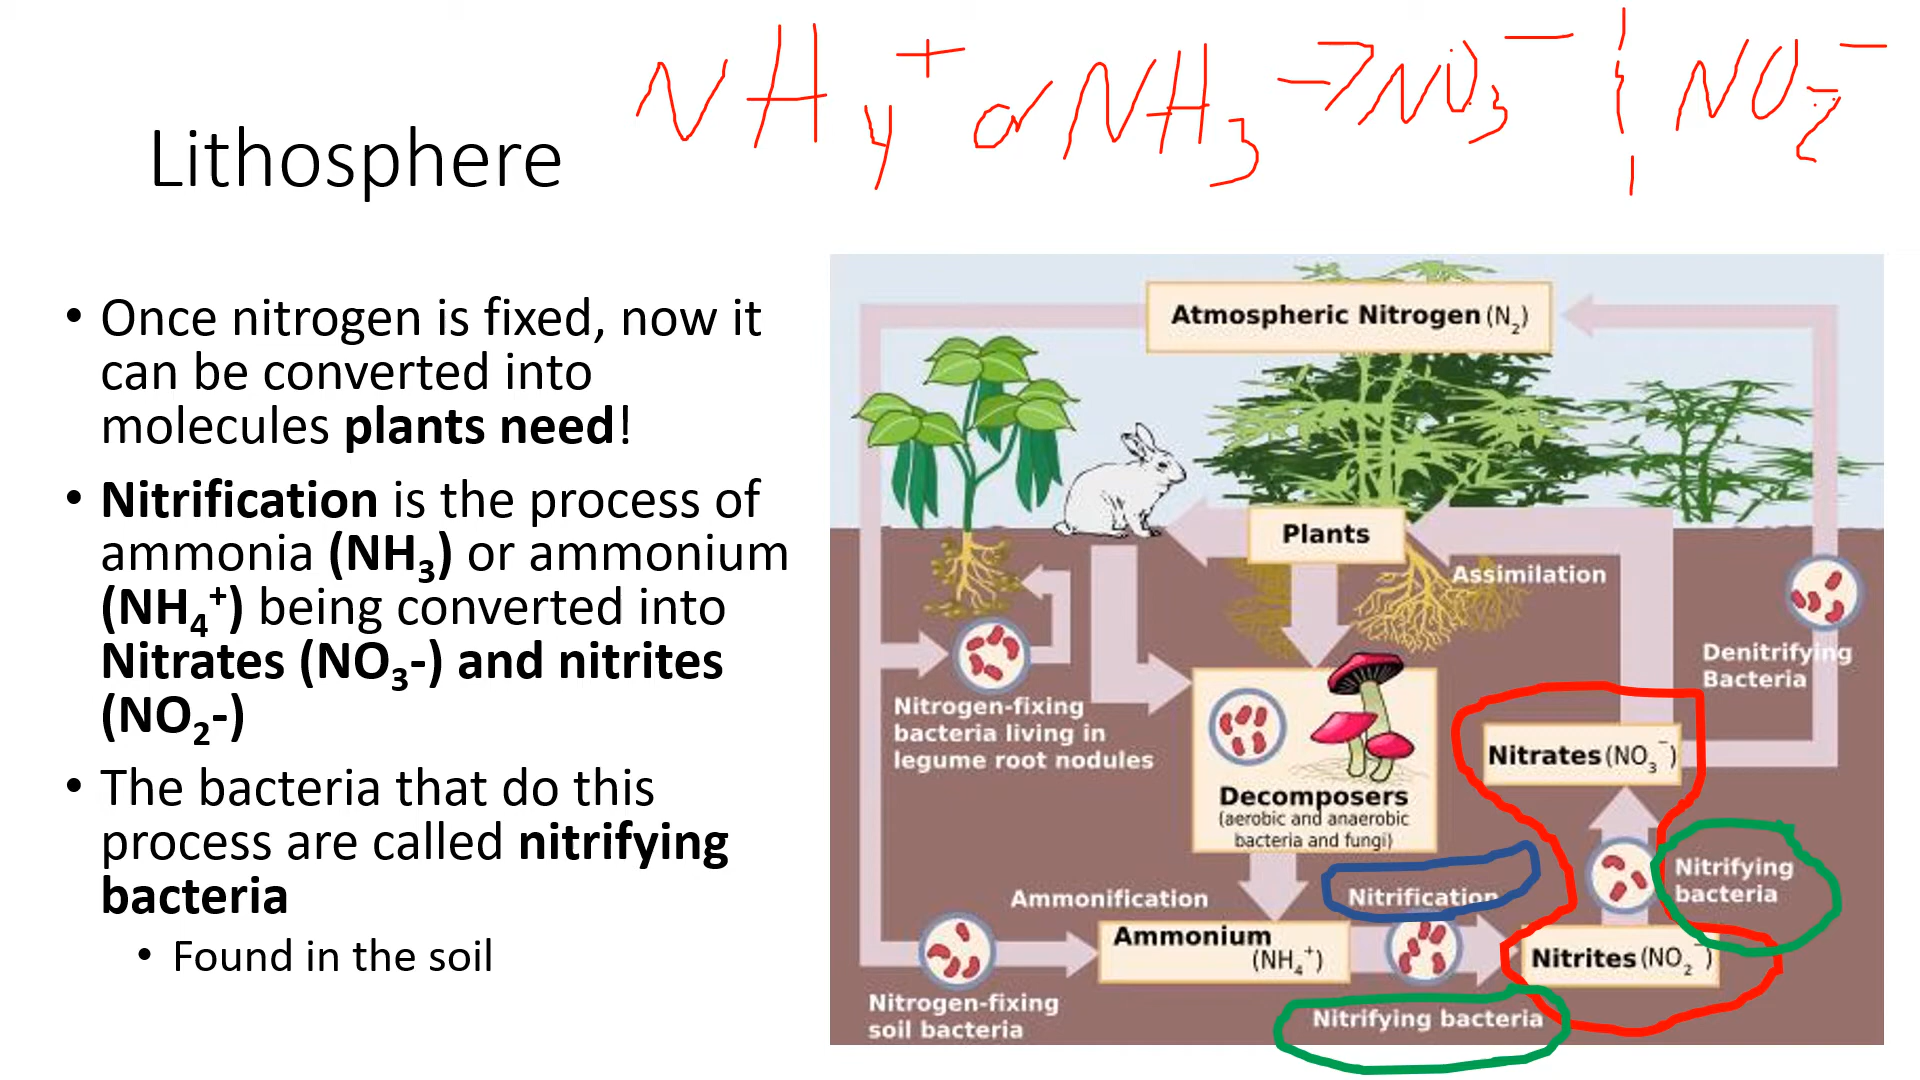 NH4+ or NH3 → NO3- & NO2-
Lithosphere
• Once nitrogen is fixed, now it
can be converted into
molecules plants need!
• Nitrification is the process of
ammonia (NH3) or ammonium
(NH4+) being converted into
Nitrates (NO3-) and nitrites
(NO2-)
• The bacteria that do this
process are called nitrifying
bacteria
• Found in the soil
Atmospheric Nitrogen (N2)
Plants
Assimilation
Denitrifying
Bacteria
Nitrogen-fixing
bacteria living in
legume root nodules
Decomposers
(aerobic and anaerobic
bacteria and fungi)
Nitrates (NO3-)
Nitrifying
bacteria
Ammonification
Nitrification
Ammonium
(NH4+)
Nitrites (NO2-)
Nitrogen-fixing
soil bacteria
Nitrifying bacteria